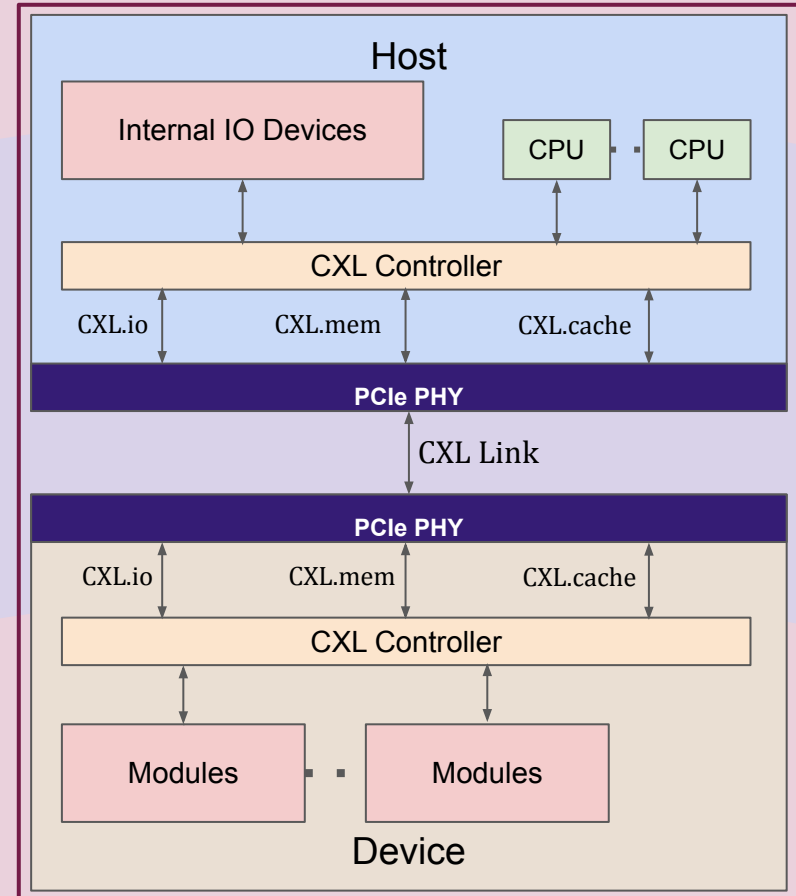 Host
Internal IO Devices
CPU
CPU
CXL Controller
CXL.io
CXL.mem
CXL.cache
PCIe PHY
CXL Link
PCIe PHY
CXL.io
CXL.mem
CXL.cache
CXL Controller
Modules
Modules
Device